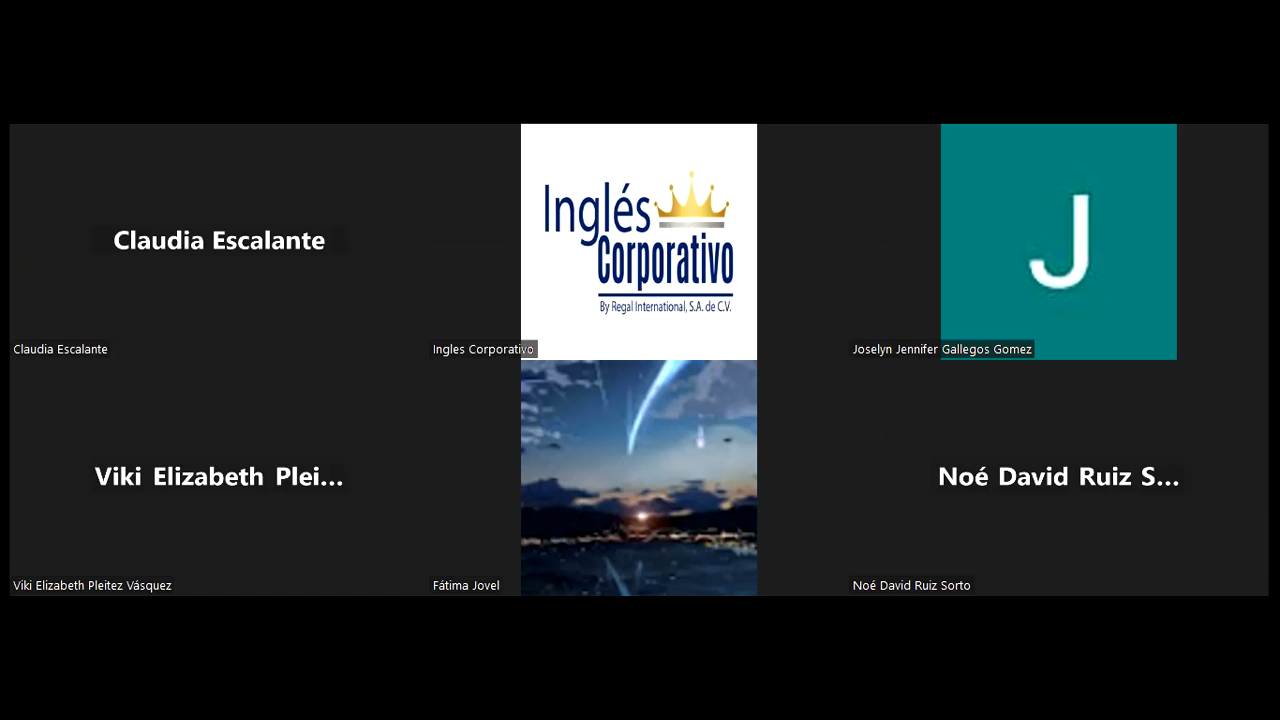 Claudia Escalante
Claudia Escalante
Inglés
Corporativo
By Regal International, S.A. de C.V.
Ingles Corporativo
J
Joselyn Jennifer Gallegos Gomez
Viki Elizabeth Plei...
Viki Elizabeth Pleitez Vásquez
Fátima Jovel
Noé David Ruiz S...
Noé David Ruiz Sorto